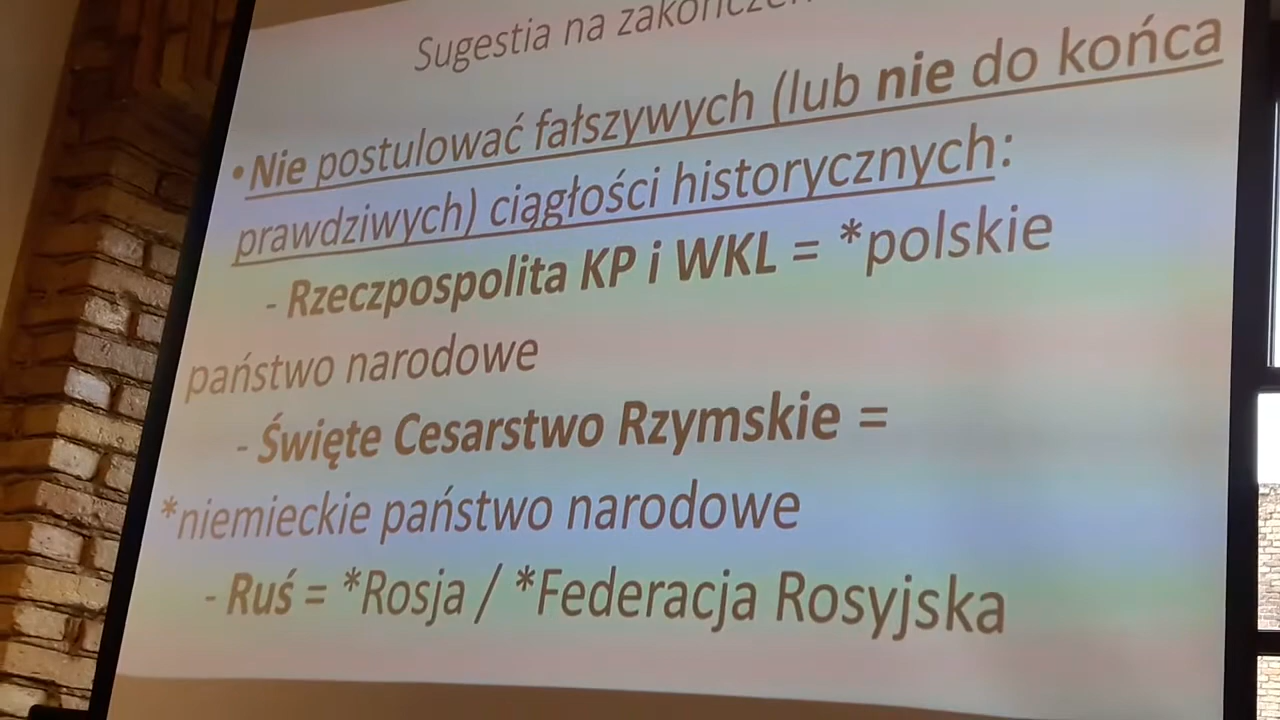 Sugestia na
• Nie postulować fałszywych (lub nie do końca
prawdziwych) ciągłości historycznych:
- Rzeczpospolita KP i WKL = *polskie
państwo narodowe
- Święte Cesarstwo Rzymskie =
*niemieckie państwo narodowe
- Ruś = *Rosja / *Federacja Rosyjska